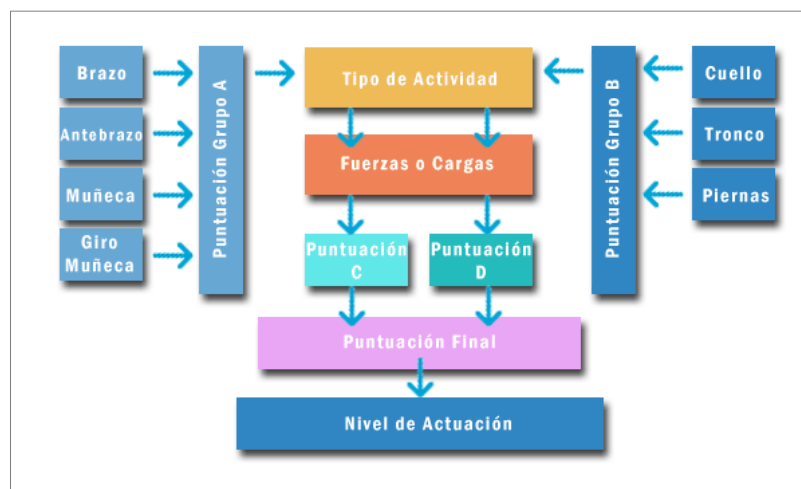 Brazo
Antebrazo
Muñeca
Giro
Muñeca
Puntuación Grupo A
Tipo de Actividad
Fuerzas o Cargas
Puntuación
C
Puntuación
D
Puntuación Final
Nivel de Actuación
Puntuación Grupo B
Cuello
Tronco
Piernas